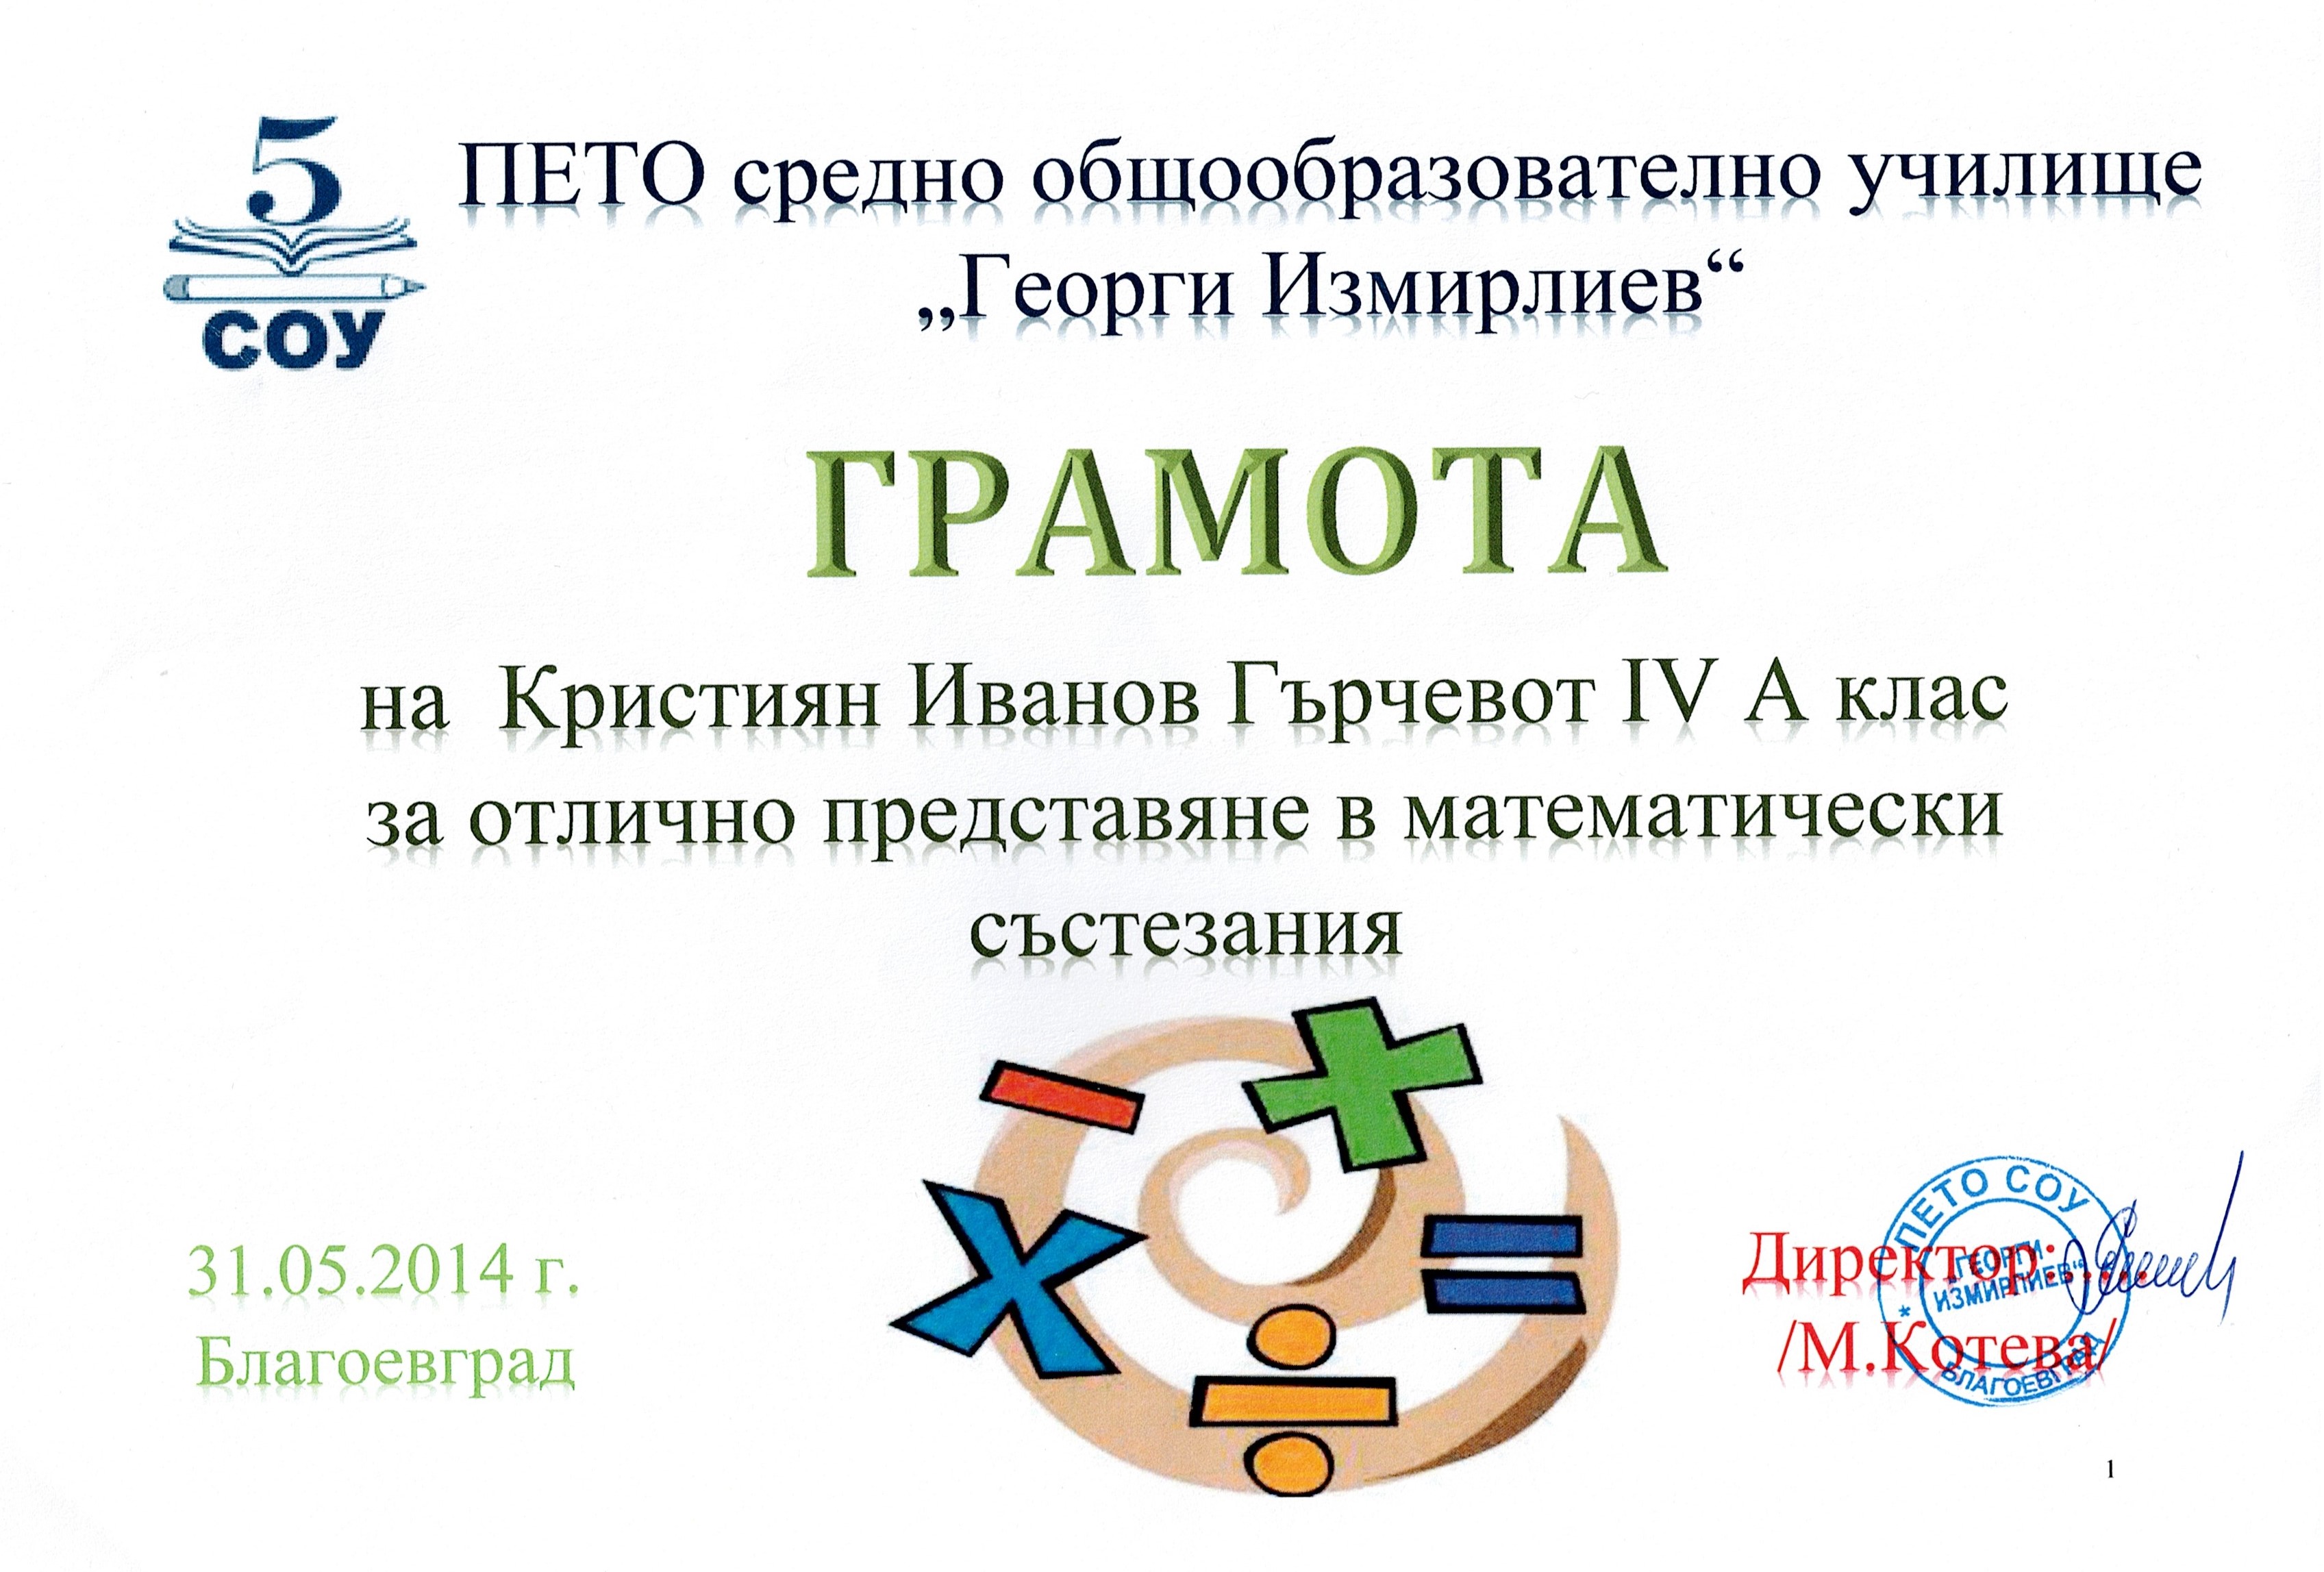 5
СОУ
ПЕТО средно общообразователно училище
„Георги Измирлиев“
ГРАМОТА
на Кристиян Иванов Гърчевот IV А клас
за отлично представяне в математически
състезания
31.05.2014 г.
Благоевград
Директор:....
/М.Котева/
ПЕТО СОУ
"ГЕОРГИ
ИЗМИРЛИЕВ"
* БЛАГОЕВГРАД
1